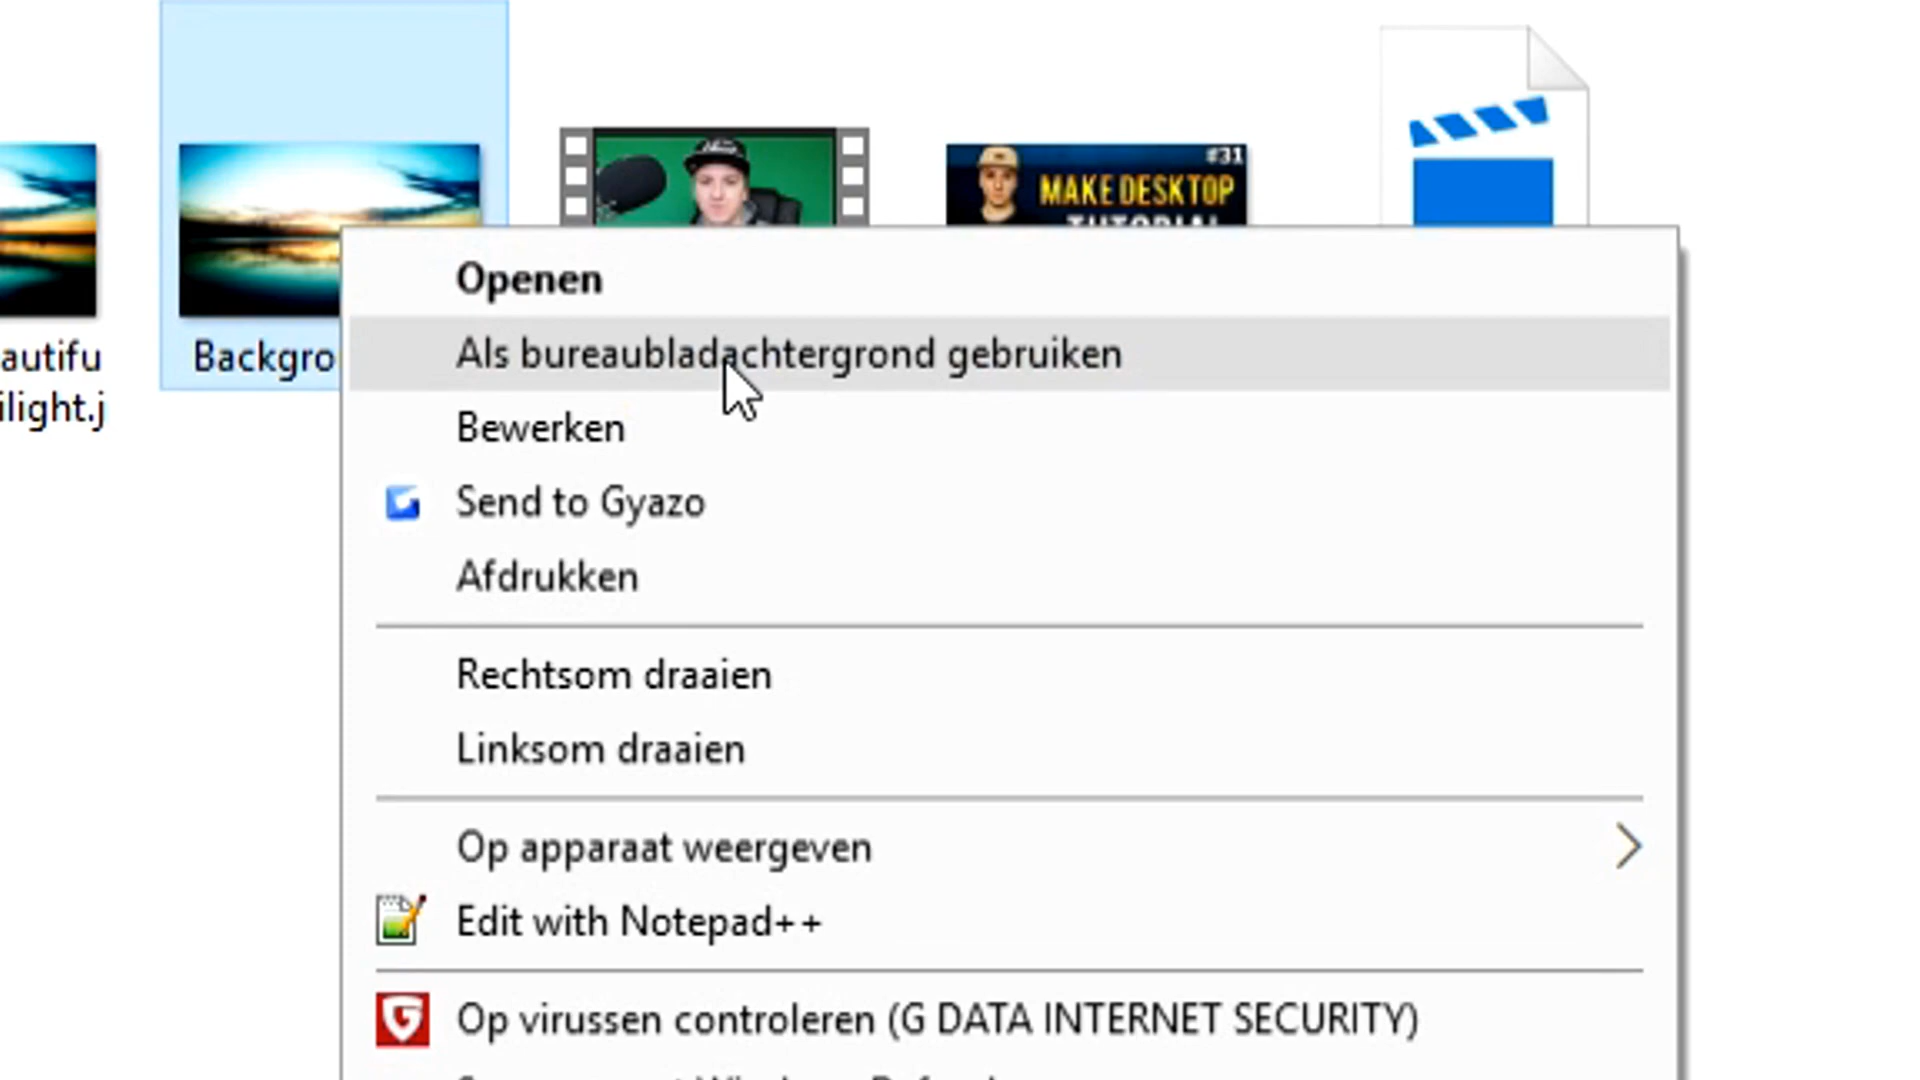 #31
MAKE DESKTOP
TUTORIAL
autifu
ilight.j
Backgro
Openen
Als bureaubladachtergrond gebruiken
Bewerken
Send to Gyazo
Afdrukken
Rechtsom draaien
Linksom draaien
Op apparaat weergeven
Edit with Notepad++
Op virussen controleren (G DATA INTERNET SECURITY)